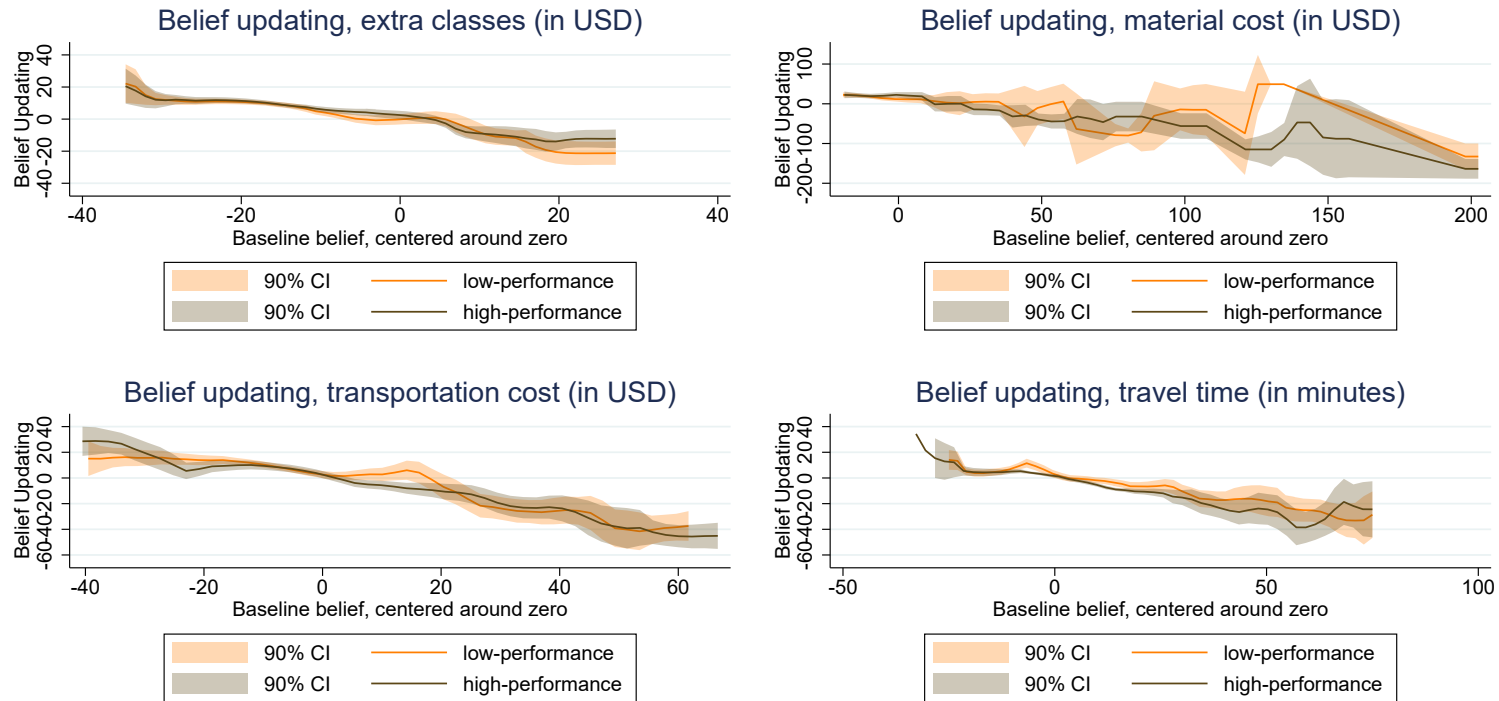 Belief updating, extra classes (in USD)
Belief Updating
40
20
0
-20
-40
-40
-20
0
20
40
Baseline belief, centered around zero
90% CI
low-performance
90% CI
high-performance
Belief updating, material cost (in USD)
Belief Updating
100
0
-100
-200
0
50
100
150
200
Baseline belief, centered around zero
90% CI
low-performance
90% CI
high-performance
Belief updating, transportation cost (in USD)
Belief Updating
40
20
0
-20
-40
-60
-40
-20
0
20
40
60
Baseline belief, centered around zero
90% CI
low-performance
90% CI
high-performance
Belief updating, travel time (in minutes)
Belief Updating
40
20
0
-20
-40
-60
-50
0
50
100
Baseline belief, centered around zero
90% CI
low-performance
90% CI
high-performance